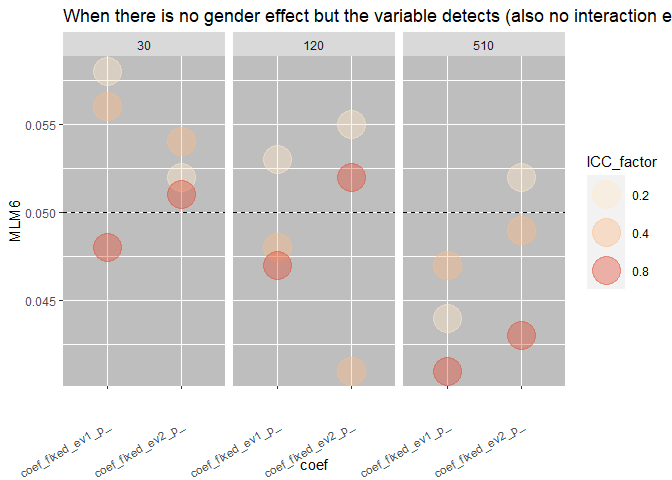 When there is no gender effect but the variable detects (also no interaction e
30
120
510
MLM6
0.055
0.050
0.045
coef_fixed_ev1_p_
coef_fixed_ev2_p_
coef_fixed_ev1_p_
coef_fixed_ev2_p_
coef_fixed_ev1_p_
coef_fixed_ev2_p_
coef
ICC_factor
0.2
0.4
0.8